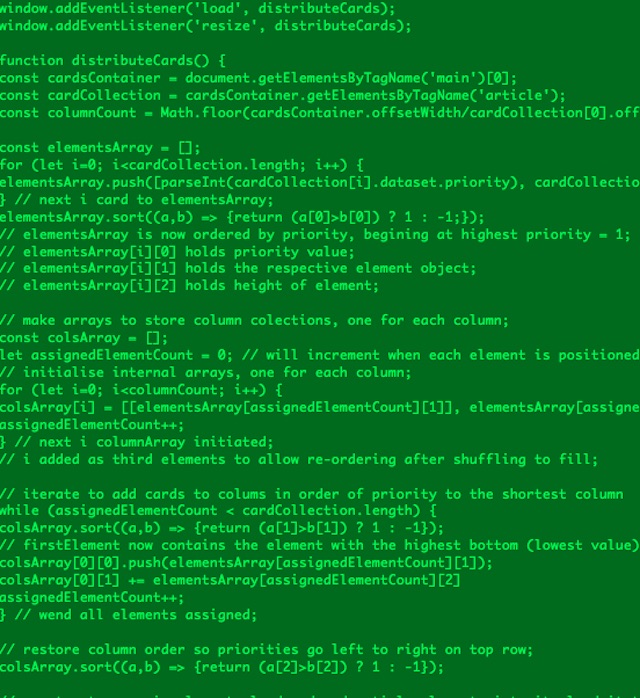 window.addEventListener('load', distributeCards);
window.addEventListener('resize', distributeCards);
function distributeCards() {
const cardsContainer = document.getElementsByTagName('main')[0];
const cardCollection = cardsContainer.getElementsByTagName('article');
const columnCount = Math.floor(cardsContainer.offsetWidth/cardCollection[0].off
const elementsArray = [];
for (let i=0; i<cardCollection.length; i++) {
elementsArray.push([parseInt(cardCollection[i].dataset.priority), cardCollectio
} // next i card to elementsArray;
elementsArray.sort((a,b) => {return (a[0]>b[0]) ? 1 : -1;});
// elementsArray is now ordered by priority, begining at highest priority = 1;
// elementsArray[i][0] holds priority value;
// elementsArray[i][1] holds the respective element object;
// elementsArray[i][2] holds height of element;
// make arrays to store column colections, one for each column;
const colsArray = [];
let assignedElementCount = 0; // will increment when each element is positioned
// initialise internal arrays, one for each column;
for (let i=0; i<columnCount; i++) {
colsArray[i] = [[elementsArray[assignedElementCount][1]], elementsArray[assigne
assignedElementCount++;
} // next i columnArray initiated;
// i added as third elements to allow re-ordering after shuffling to fill;
// iterate to add cards to colums in order of priority to the shortest column
while (assignedElementCount < cardCollection.length) {
colsArray.sort((a,b) => {return (a[1]>b[1]) ? 1 : -1});
// firstElement now contains the element with the highest bottom (lowest value)
colsArray[0][0].push(elementsArray[assignedElementCount][1]);
colsArray[0][1] += elementsArray[assignedElementCount][2]
assignedElementCount++;
} // wend all elements assigned;
// restore column order so priorities go left to right on top row;
colsArray.sort((a,b) => {return (a[2]>b[2]) ? 1 : -1});